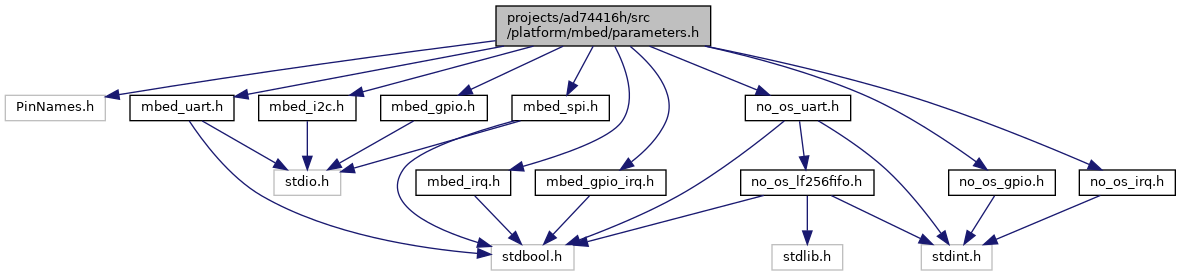 projects/ad74416h/src
/platform/mbed/parameters.h
PinNames.h
mbed_uart.h
mbed_i2c.h
mbed_gpio.h
mbed_spi.h
no_os_uart.h
stdio.h
mbed_irq.h
mbed_gpio_irq.h
no_os_lf256fifo.h
no_os_gpio.h
no_os_irq.h
stdbool.h
stdlib.h
stdint.h